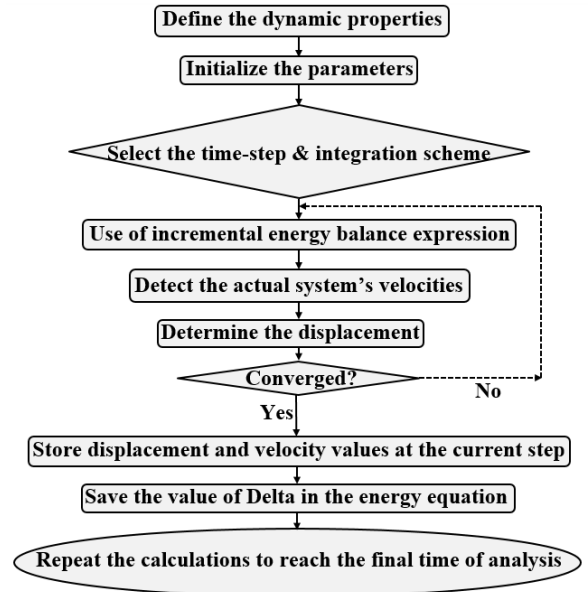 Define the dynamic properties
Initialize the parameters
Select the time-step & integration scheme
Use of incremental energy balance expression
Detect the actual system's velocities
Determine the displacement
Converged?
No
Yes
Store displacement and velocity values at the current step
Save the value of Delta in the energy equation
Repeat the calculations to reach the final time of analysis